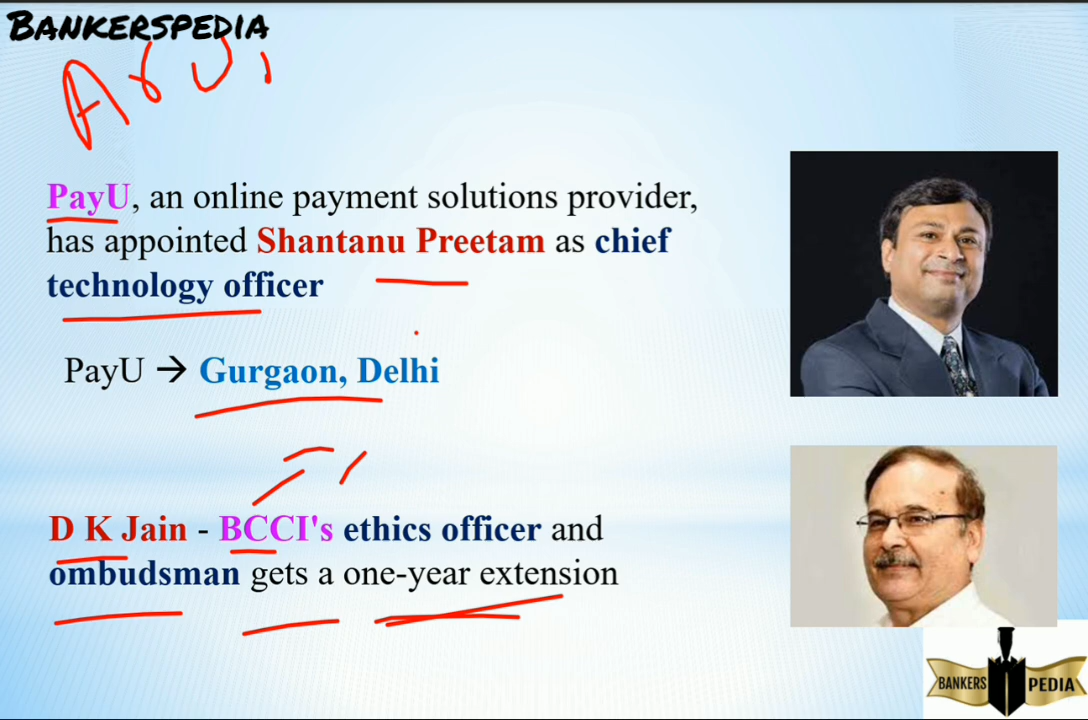 BANKERSPEDIA
PayU, an online payment solutions provider,
has appointed Shantanu Preetam as chief
technology officer
PayU → Gurgaon, Delhi
D K Jain - BCCI's ethics officer and
ombudsman gets a one-year extension
BANKERS PEDIA